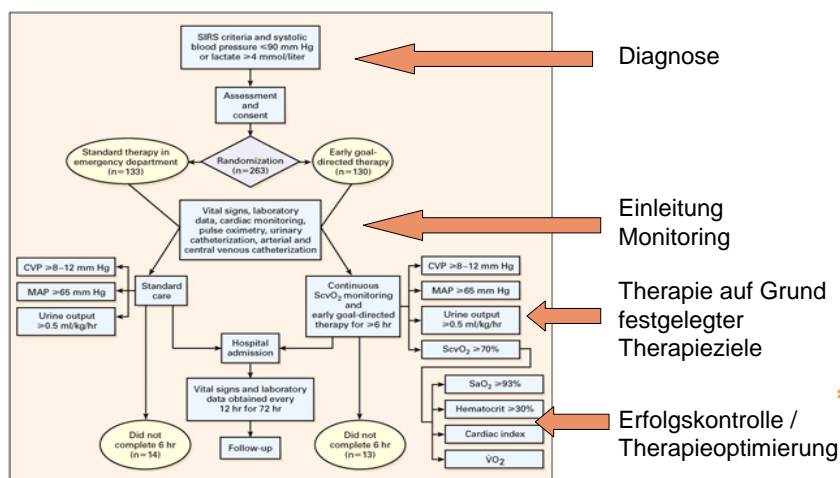 SIRS criteria and systolic
blood pressure ≤90 mm Hg
or lactate ≥4 mmol/liter
Diagnose
Assessment
and
consent
Standard therapy in
emergency department
(n=133)
Randomization
(n=263)
Early goal-
directed therapy
(n=130)
Vital signs, laboratory
data, cardiac monitoring,
pulse oximetry, urinary
catheterization, arterial and
central venous catheterization
Einleitung
Monitoring
CVP ≥8–12 mm Hg
MAP ≥65 mm Hg
Urine output
≥0.5 ml/kg/hr
Standard
care
Continuous
ScvO2 monitoring
and
early goal-directed
therapy for ≥6 hr
CVP ≥8–12 mm Hg
MAP ≥65 mm Hg
Urine output
≥0.5 ml/kg/hr
ScvO2 ≥70%
Therapie auf Grund
festgelegter
Therapieziele
Hospital
admission
Vital signs and laboratory
data obtained every
12 hr for 72 hr
SaO2 ≥93%
Hematocrit ≥30%
Cardiac index
V̇O2
Erfolgskontrolle /
Therapieoptimierung
Did not
complete 6 hr
(n=14)
Follow-up
Did not
complete 6 hr
(n=13)